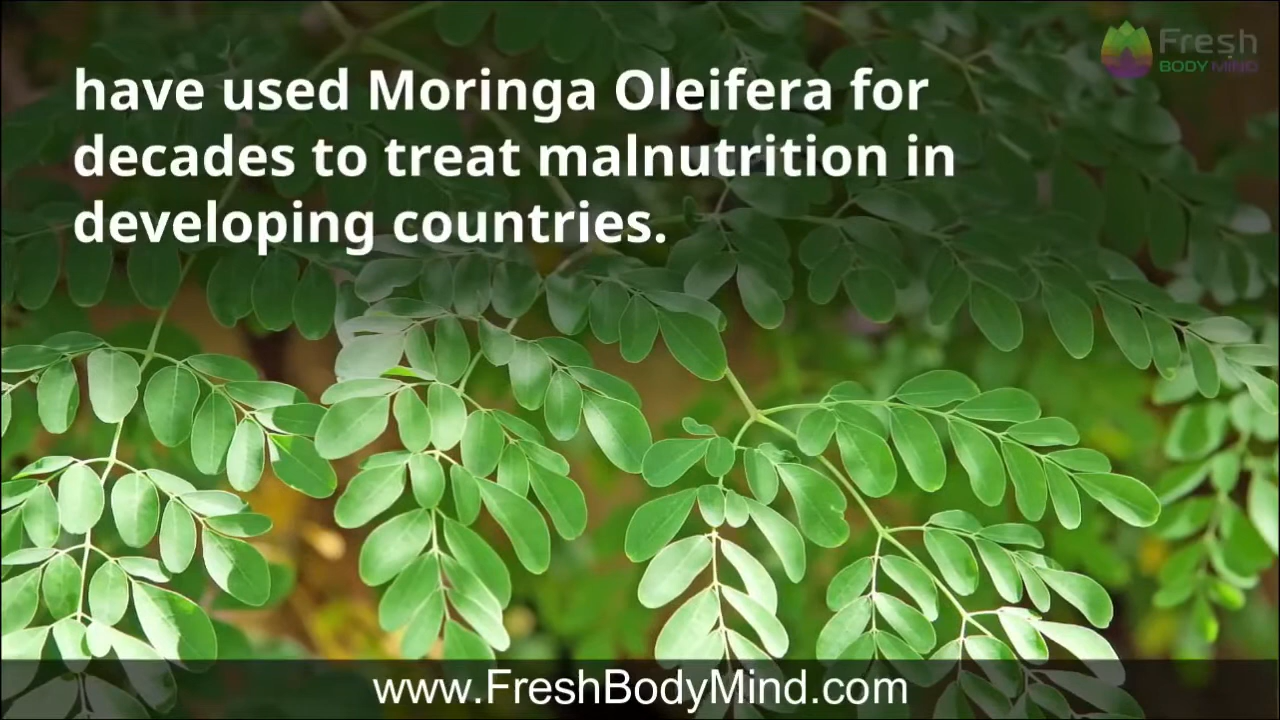 Fresh
BODY MIND
have used Moringa Oleifera for
decades to treat malnutrition in
developing countries.
www.FreshBodyMind.com